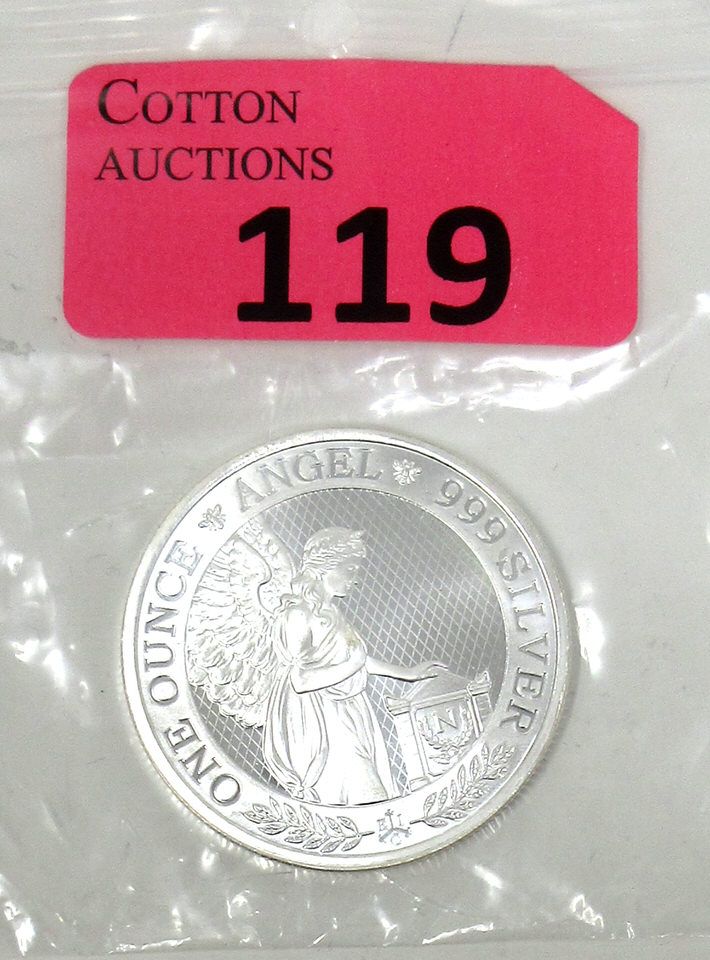 COTTON
AUCTIONS
119
ONE OUNCE ANGEL 999 SILVER
N